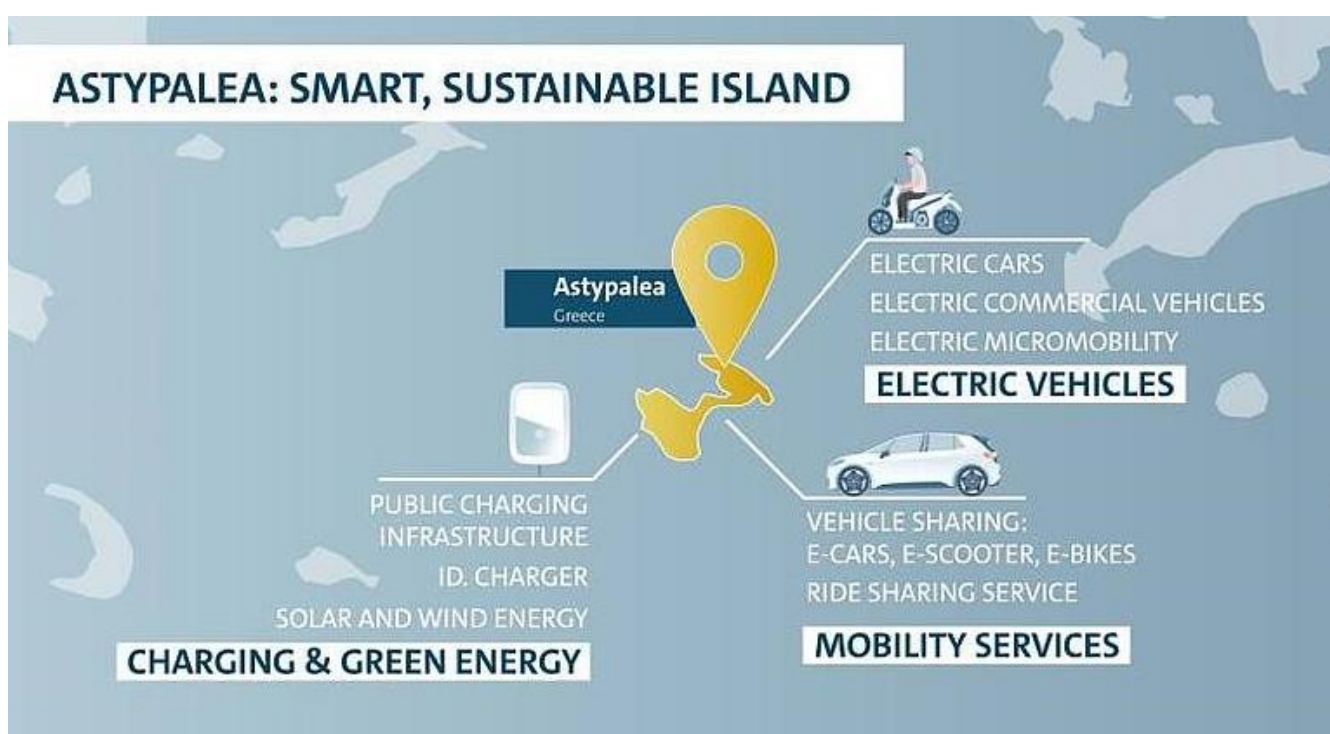 ASTYPALEA: SMART, SUSTAINABLE ISLAND
Astypalea
Greece
ELECTRIC CARS
ELECTRIC COMMERCIAL VEHICLES
ELECTRIC MICROMOBILITY
ELECTRIC VEHICLES
PUBLIC CHARGING
INFRASTRUCTURE
ID. CHARGER
SOLAR AND WIND ENERGY
CHARGING & GREEN ENERGY
VEHICLE SHARING:
E-CARS, E-SCOOTER, E-BIKES
RIDE SHARING SERVICE
MOBILITY SERVICES